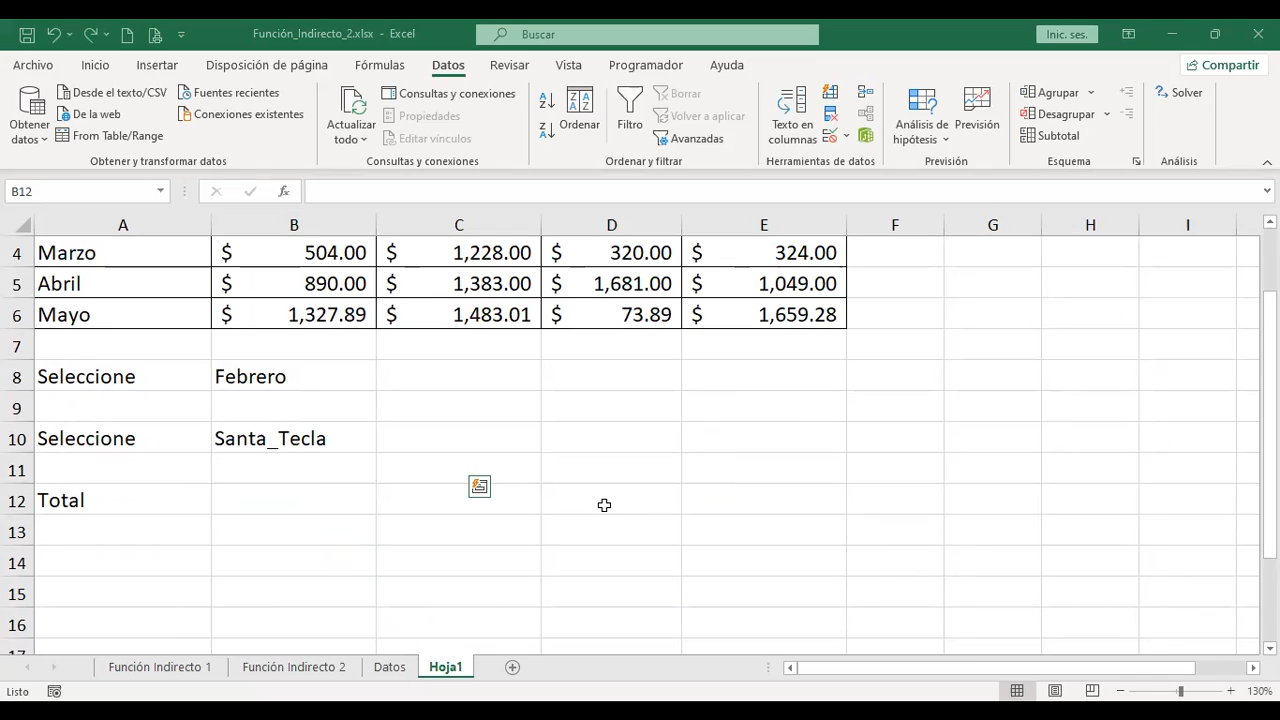 Función_Indirecto_2.xlsx - Excel
Buscar
Inic. ses.
Archivo Inicio Insertar Disposición de página Fórmulas Datos Revisar Vista Programador Ayuda
Compartir
Obtener datos
Desde el texto/CSV
De la web
From Table/Range
Fuentes recientes
Conexiones existentes
Obtener y transformar datos
Actualizar todo
Consultas y conexiones
Propiedades
Editar vínculos
Consultas y conexiones
Ordenar
Filtro
Borrar
Volver a aplicar
Avanzadas
Ordenar y filtrar
Texto en columnas
Herramientas de datos
Análisis de hipótesis
Previsión
Previsión
Agrupar
Desagrupar
Subtotal
Esquema
Solver
Análisis
B12
fx
A B C D E F G H I
4 Marzo $ 504.00 $ 1,228.00 $ 320.00 $ 324.00
5 Abril $ 890.00 $ 1,383.00 $ 1,681.00 $ 1,049.00
6 Mayo $ 1,327.89 $ 1,483.01 $ 73.89 $ 1,659.28
7
8 Seleccione Febrero
9
10 Seleccione Santa_Tecla
11
12 Total
13
14
15
16
17
Función Indirecto 1 Función Indirecto 2 Datos Hoja1
Listo
130%